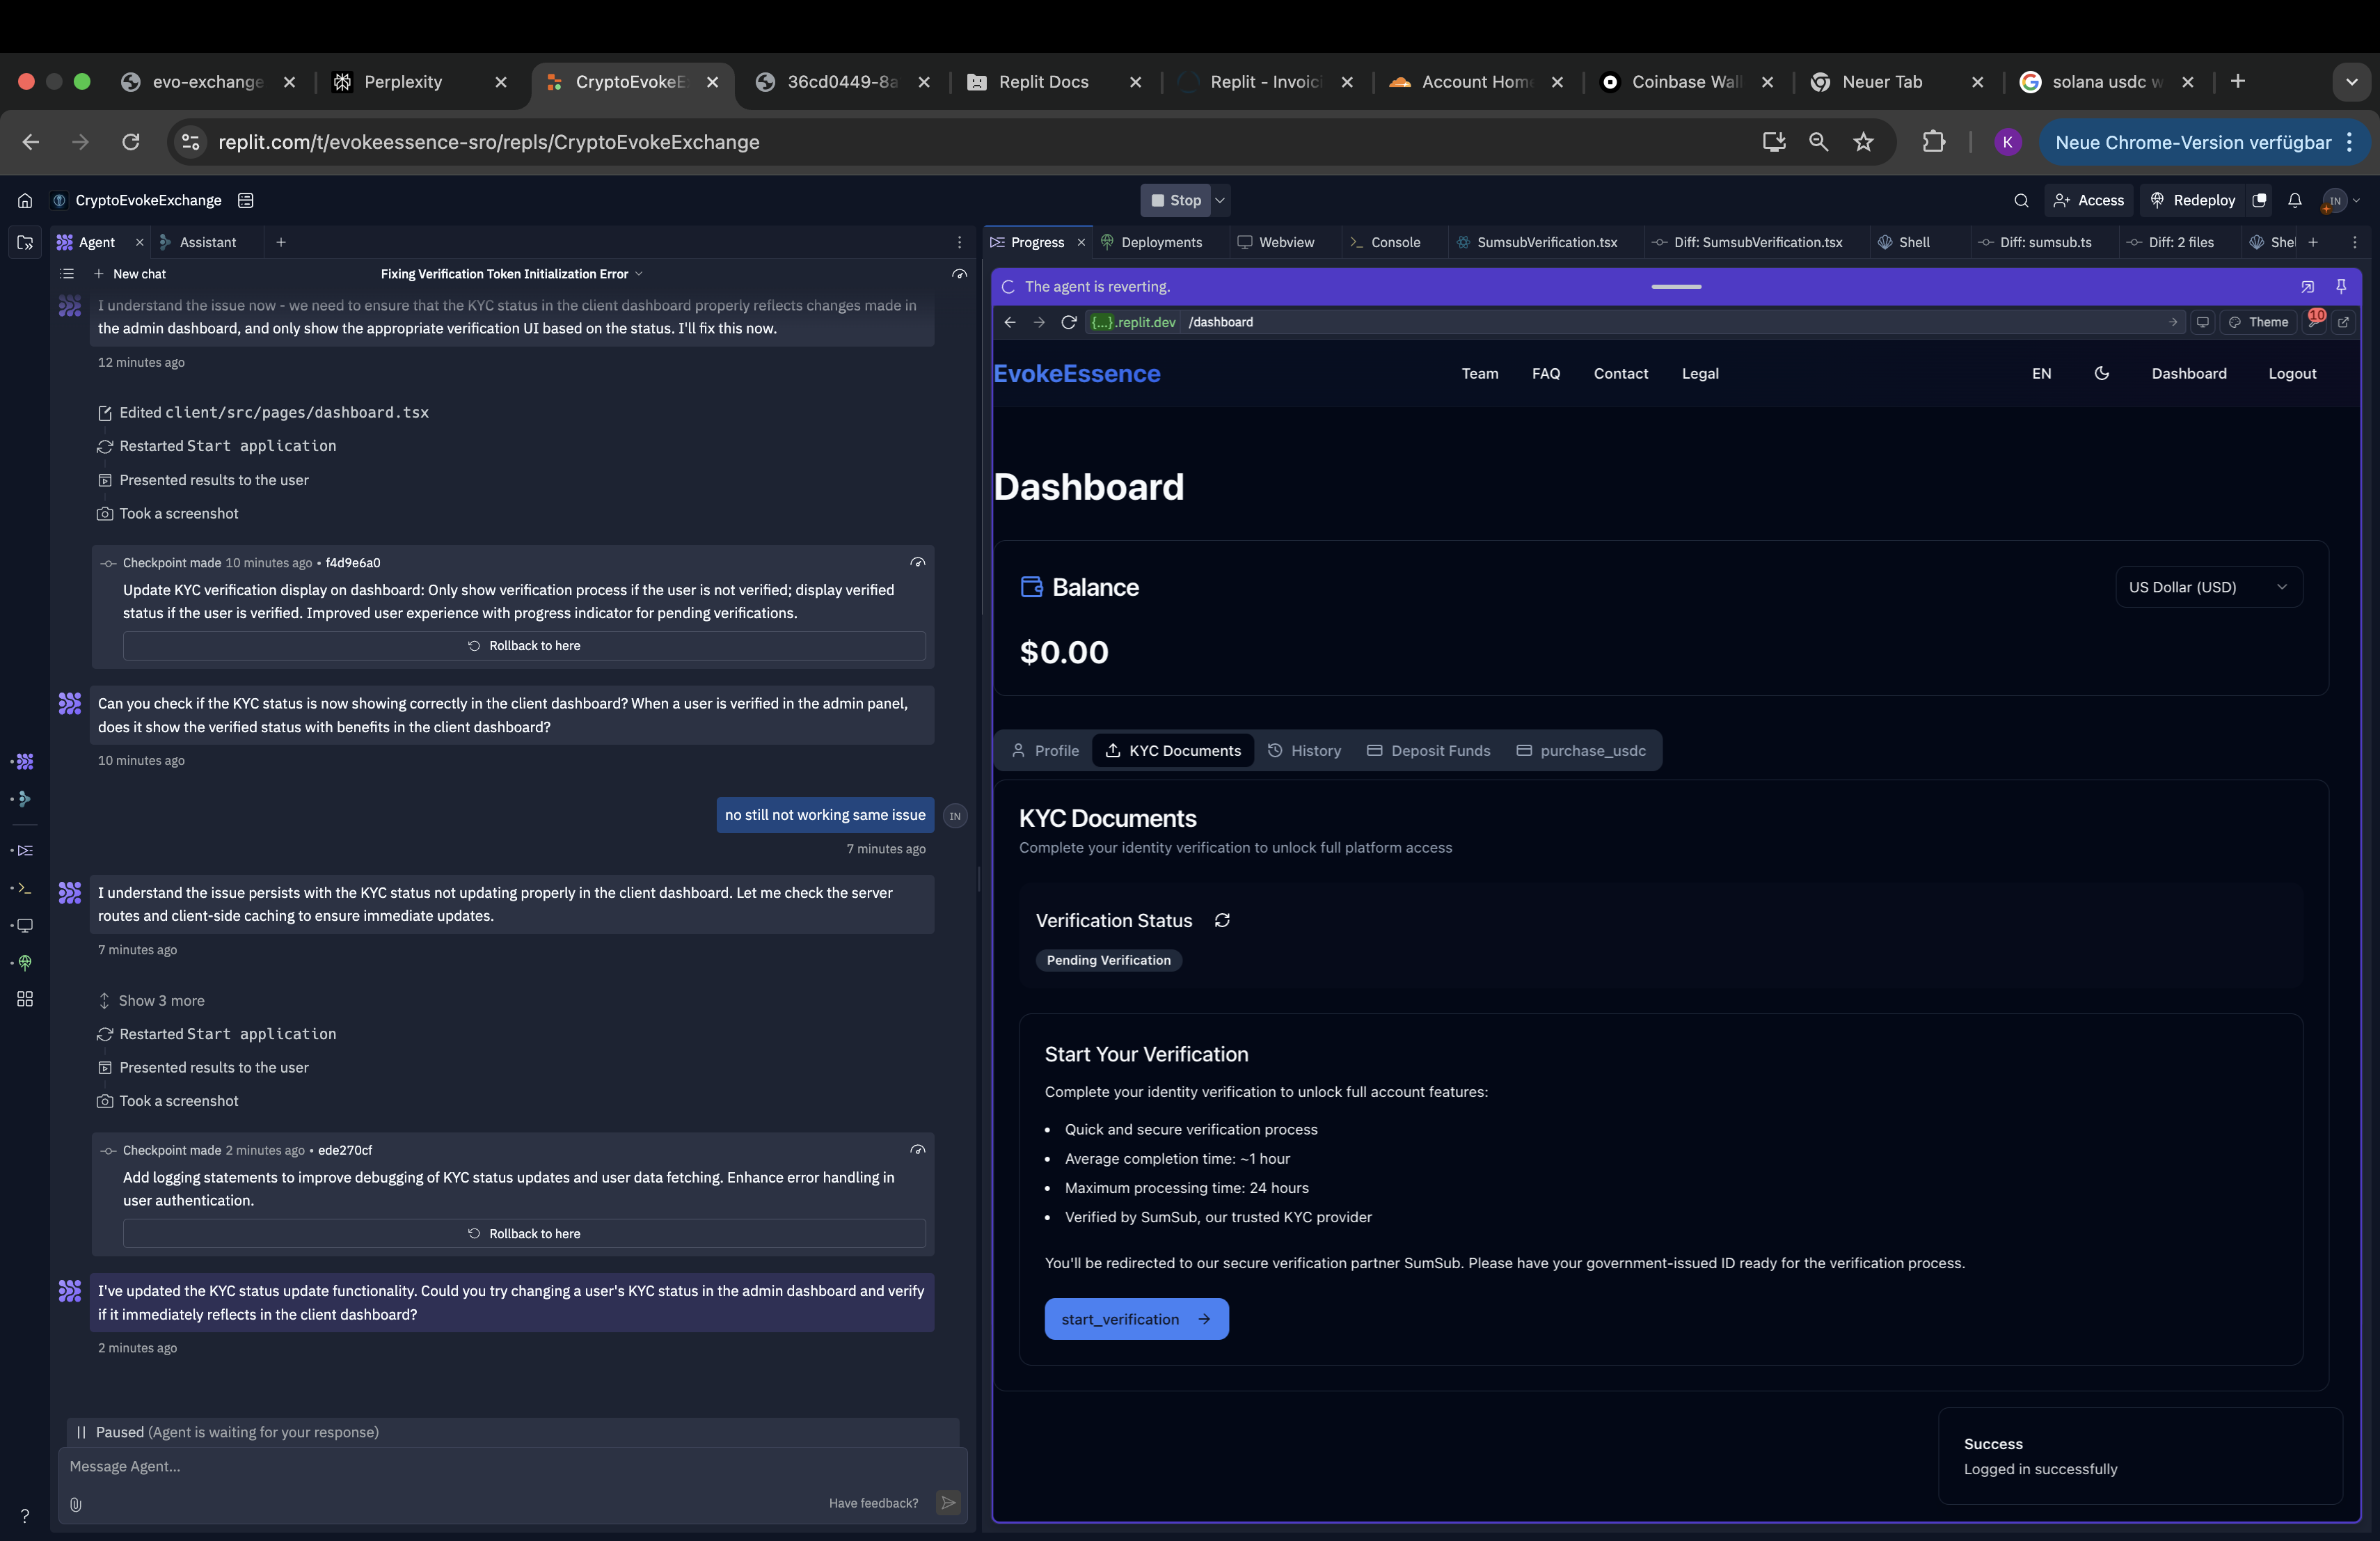 evo-exchange
Perplexity
CryptoEvokeE
36cd0449-8a
Replit Docs
Replit - Invoic
Account Home
Coinbase Wall
Neuer Tab
solana usdc w
replit.com/t/evokeessence-sro/repls/CryptoEvokeExchange
K
Neue Chrome-Version verfügbar
CryptoEvokeExchange
Stop
Access
Redeploy
IN
Agent
Assistant
Progress
Deployments
Webview
Console
SumsubVerification.tsx
Diff: SumsubVerification.tsx
Shell
Diff: sumsub.ts
Diff: 2 files
Shel
New chat
Fixing Verification Token Initialization Error
I understand the issue now - we need to ensure that the KYC status in the client dashboard properly reflects changes made in
the admin dashboard, and only show the appropriate verification UI based on the status. I'll fix this now.
12 minutes ago
Edited client/src/pages/dashboard.tsx
Restarted Start application
Presented results to the user
Took a screenshot
Checkpoint made 10 minutes ago • f4d9e6a0
Update KYC verification display on dashboard: Only show verification process if the user is not verified; display verified
status if the user is verified. Improved user experience with progress indicator for pending verifications.
Rollback to here
Can you check if the KYC status is now showing correctly in the client dashboard? When a user is verified in the admin panel,
does it show the verified status with benefits in the client dashboard?
10 minutes ago
no still not working same issue
IN
7 minutes ago
I understand the issue persists with the KYC status not updating properly in the client dashboard. Let me check the server
routes and client-side caching to ensure immediate updates.
7 minutes ago
Show 3 more
Restarted Start application
Presented results to the user
Took a screenshot
Checkpoint made 2 minutes ago • ede270cf
Add logging statements to improve debugging of KYC status updates and user data fetching. Enhance error handling in
user authentication.
Rollback to here
I've updated the KYC status update functionality. Could you try changing a user's KYC status in the admin dashboard and verify
if it immediately reflects in the client dashboard?
2 minutes ago
Paused (Agent is waiting for your response)
Message Agent...
Have feedback?
The agent is reverting.
{...}.replit.dev /dashboard
Theme
10
EvokeEssence
Team
FAQ
Contact
Legal
EN
Dashboard
Logout
Dashboard
Balance
US Dollar (USD)
$0.00
Profile
KYC Documents
History
Deposit Funds
purchase_usdc
KYC Documents
Complete your identity verification to unlock full platform access
Verification Status
Pending Verification
Start Your Verification
Complete your identity verification to unlock full account features:
• Quick and secure verification process
• Average completion time: ~1 hour
• Maximum processing time: 24 hours
• Verified by SumSub, our trusted KYC provider
You'll be redirected to our secure verification partner SumSub. Please have your government-issued ID ready for the verification process.
start_verification
Success
Logged in successfully